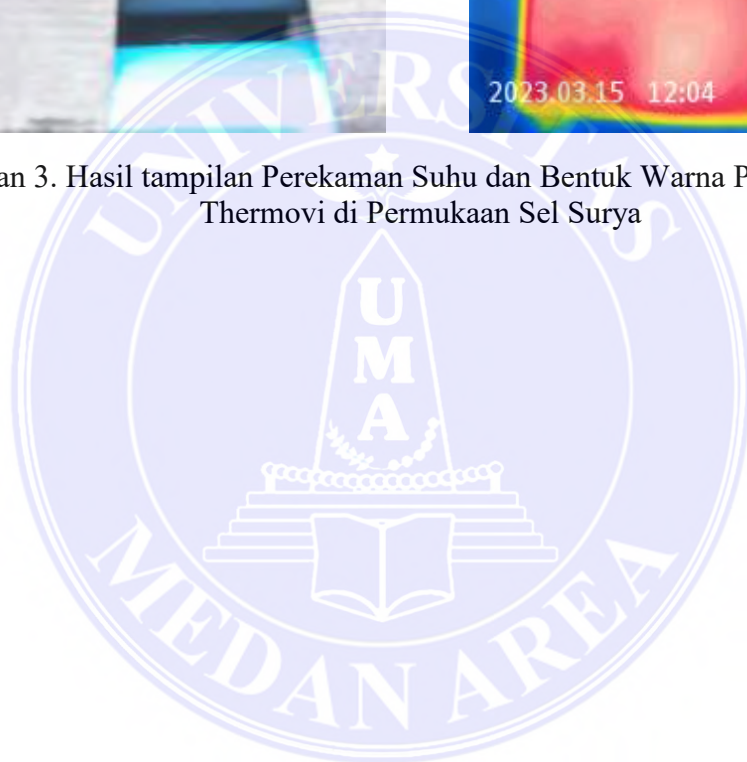 2023.03.15 12:04
an 3. Hasil tampilan Perekaman Suhu dan Bentuk Warna P
Thermovi di Permukaan Sel Surya
UNIVERSITAS
U
M
A
MEDAN AREA